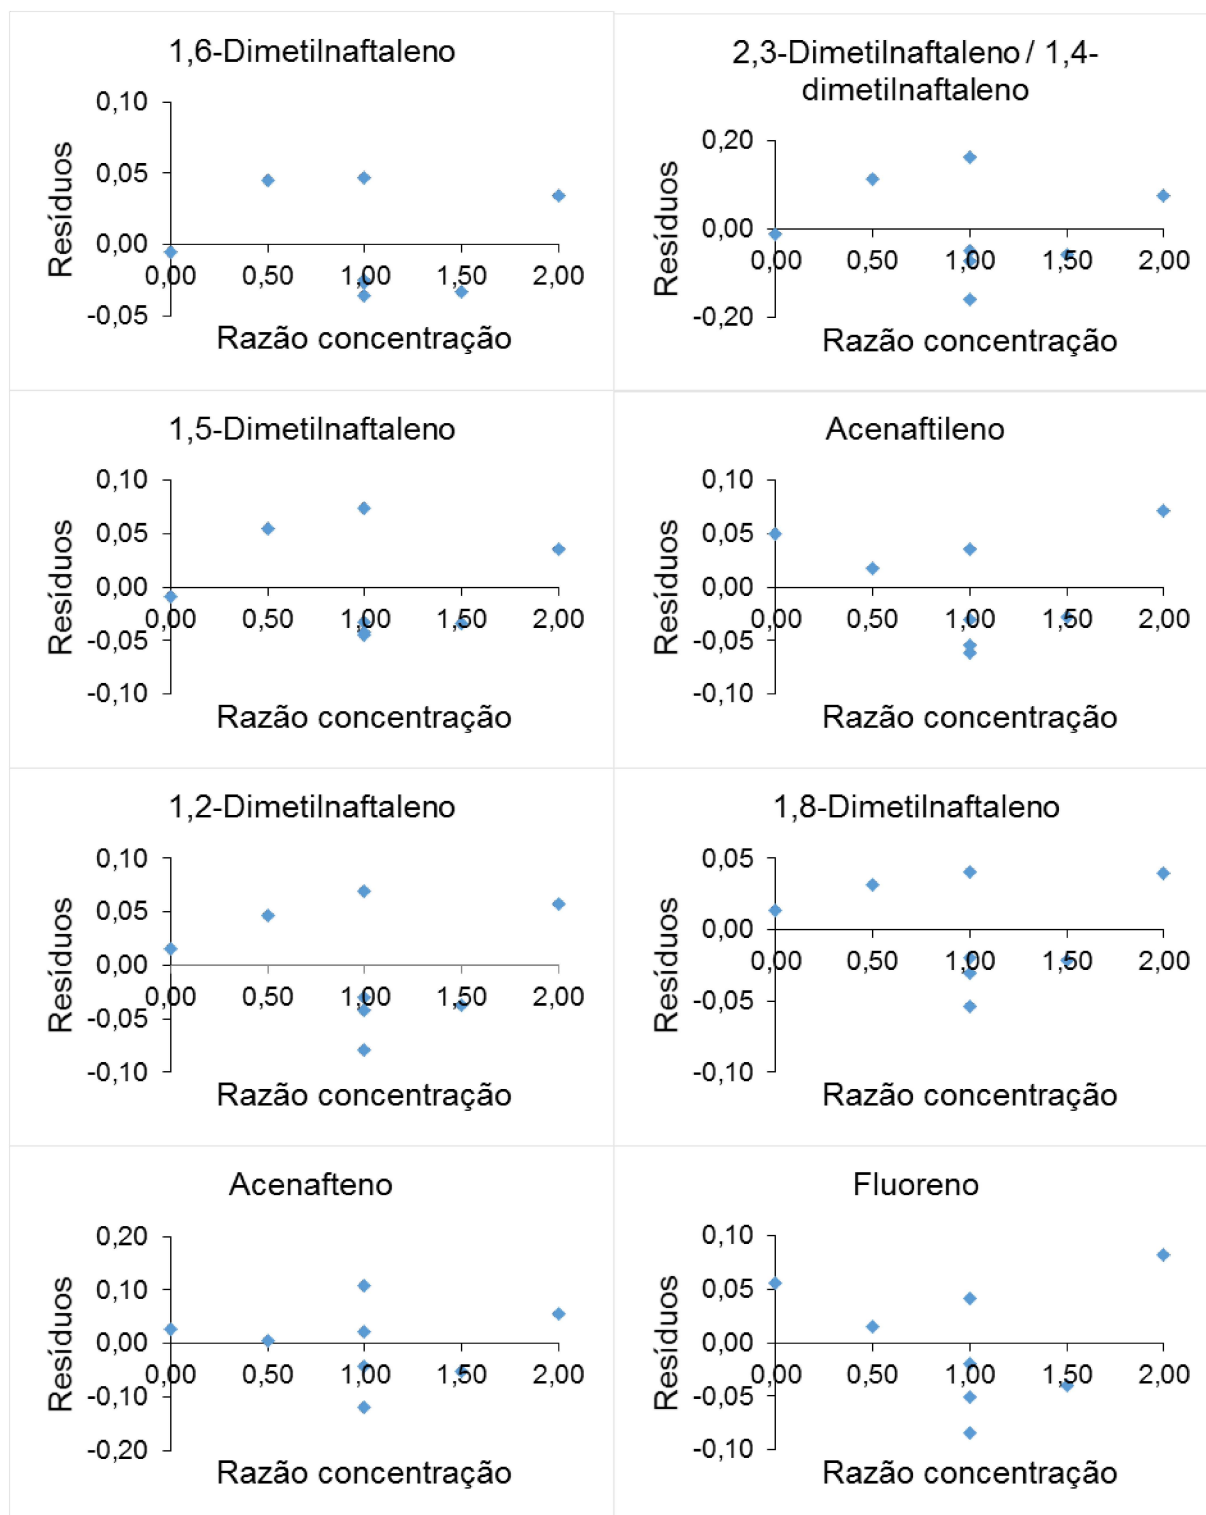 1,6-Dimetilnaftaleno
0,10
0,05
0,00
-0,05
Resíduos
0,00 0,50 1,00 1,50 2,00
Razão concentração
2,3-Dimetilnaftaleno / 1,4-
dimetilnaftaleno
0,20
0,00
-0,20
Resíduos
0,00 0,50 1,00 1,50 2,00
Razão concentração
1,5-Dimetilnaftaleno
0,10
0,05
0,00
-0,05
-0,10
Resíduos
0,00 0,50 1,00 1,50 2,00
Razão concentração
Acenaftileno
0,10
0,05
0,00
-0,05
-0,10
Resíduos
0,00 0,50 1,00 1,50 2,00
Razão concentração
1,2-Dimetilnaftaleno
0,10
0,05
0,00
-0,05
-0,10
Resíduos
0,00 0,50 1,00 1,50 2,00
Razão concentração
1,8-Dimetilnaftaleno
0,05
0,00
-0,05
-0,10
Resíduos
0,00 0,50 1,00 1,50 2,00
Razão concentração
Acenafteno
0,20
0,10
0,00
-0,10
-0,20
Resíduos
0,00 0,50 1,00 1,50 2,00
Razão concentração
Fluoreno
0,10
0,05
0,00
-0,05
-0,10
Resíduos
0,00 0,50 1,00 1,50 2,00
Razão concentração